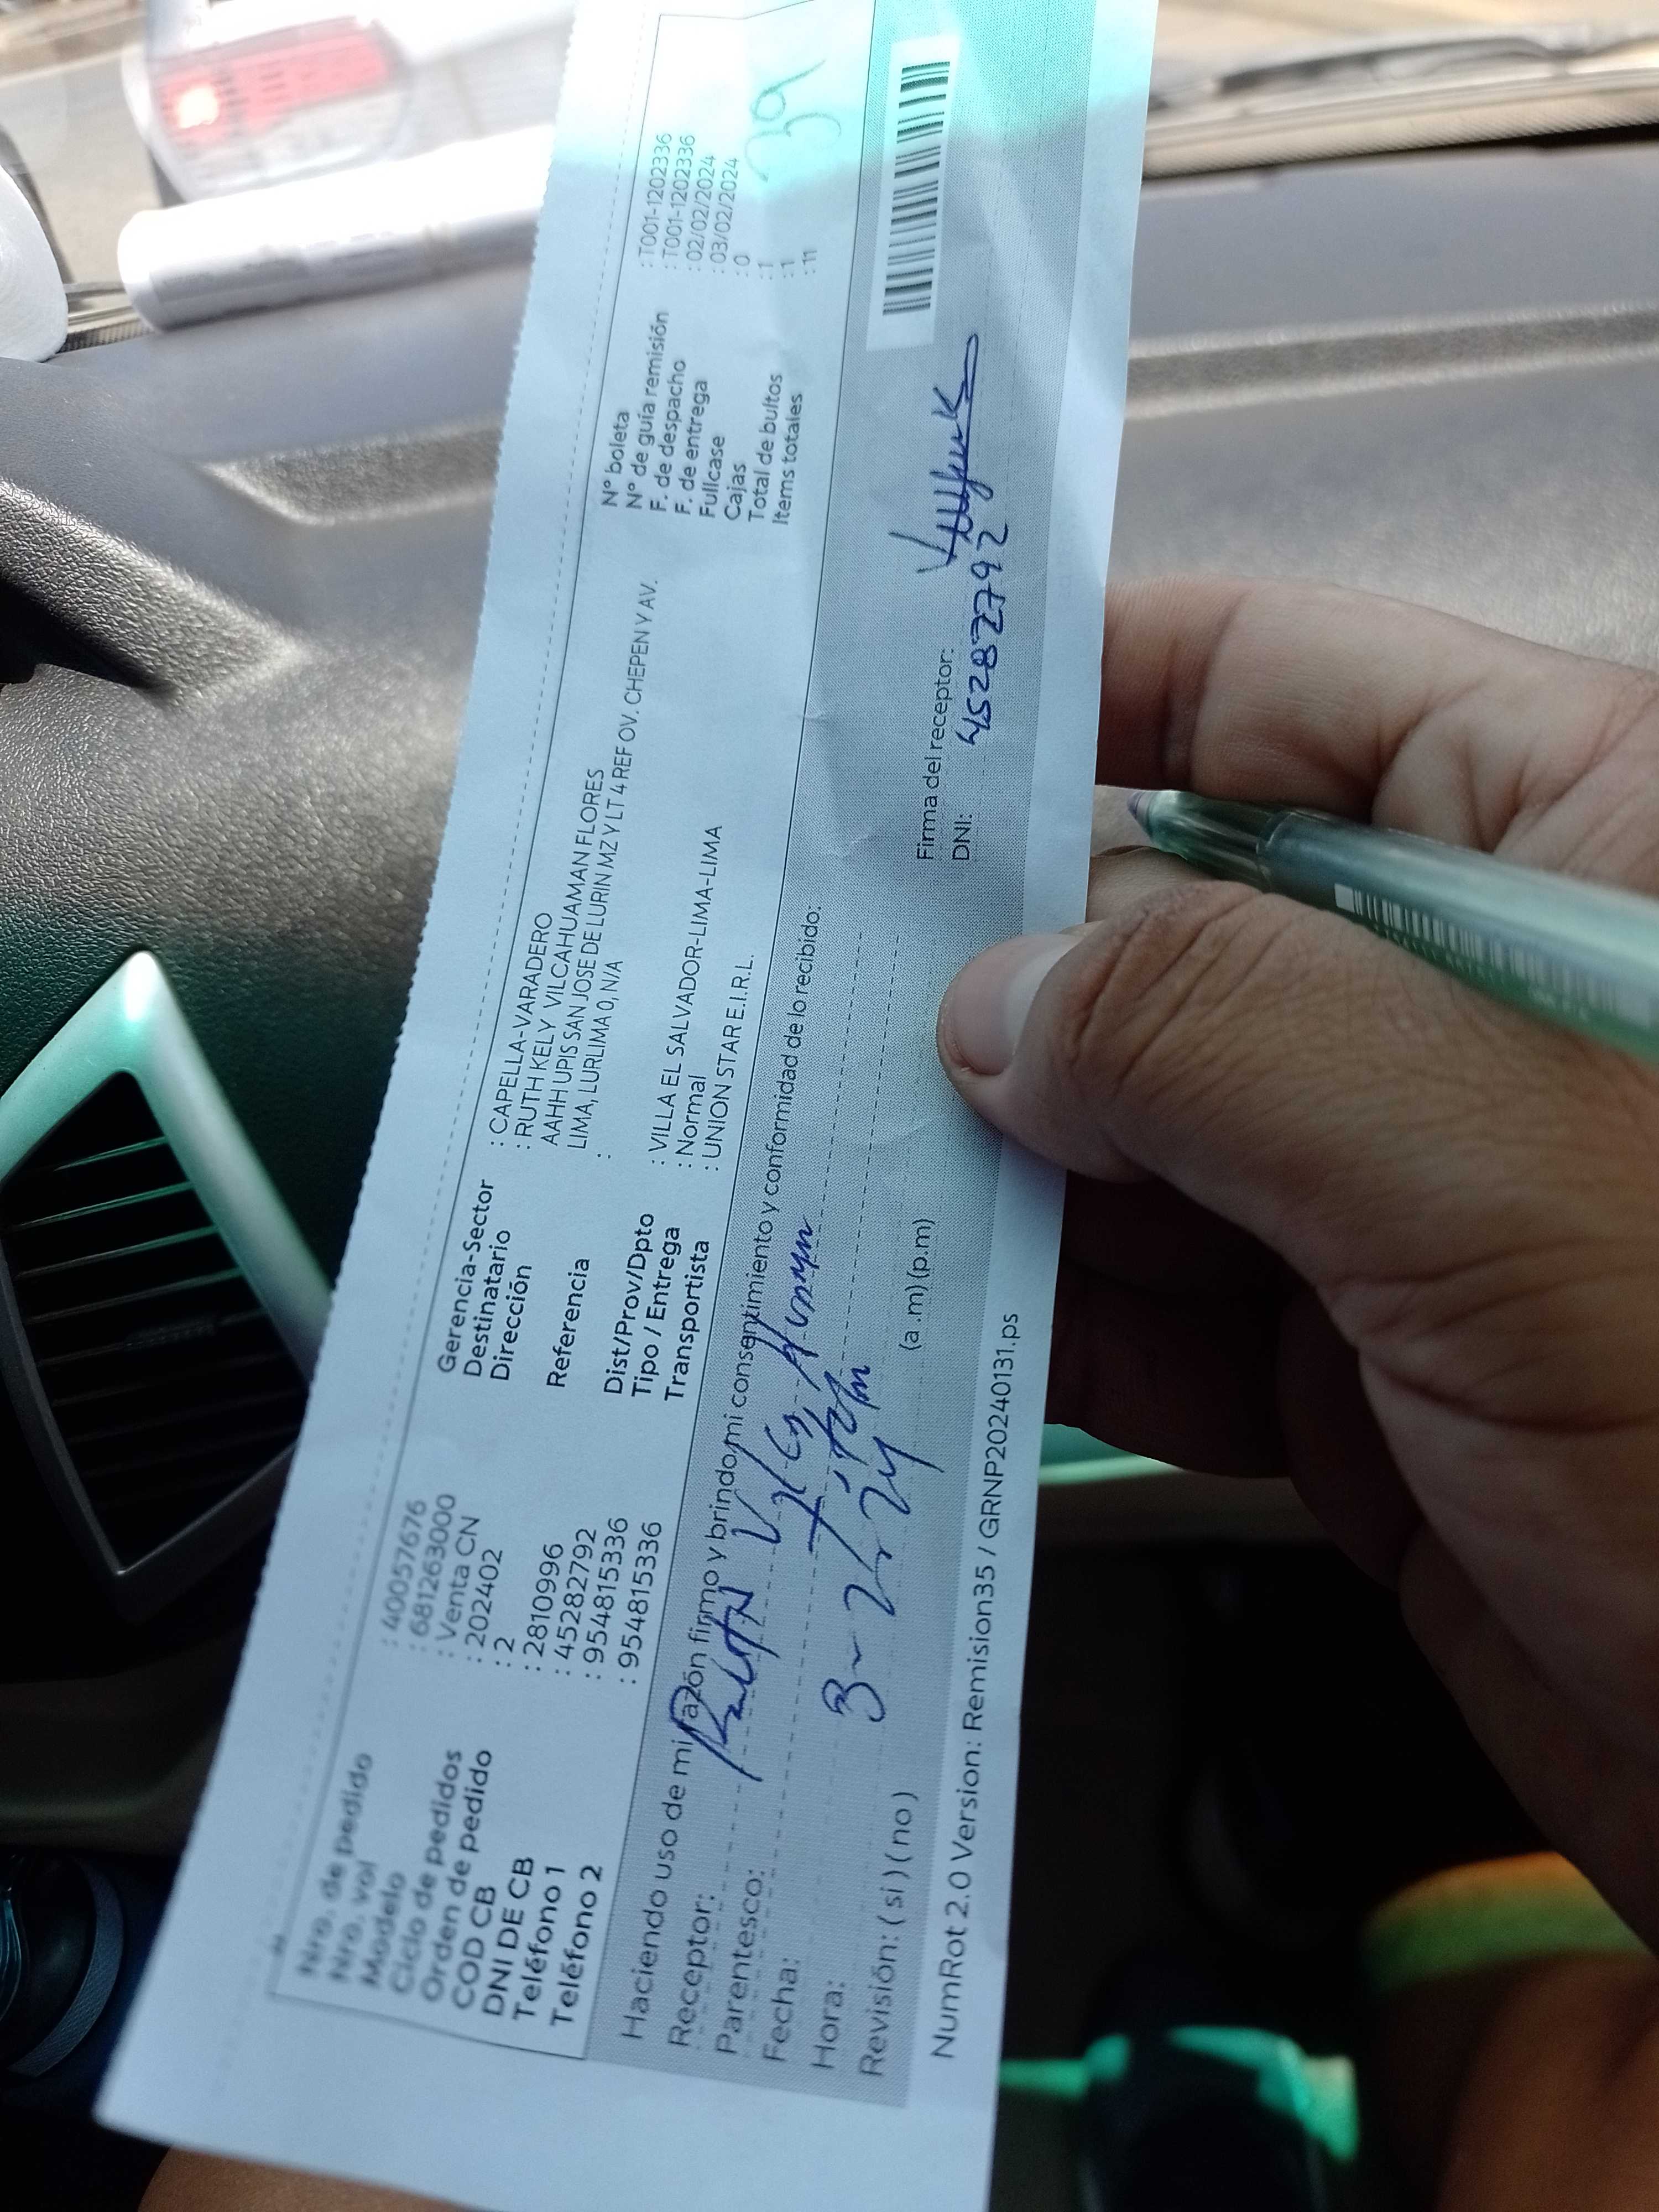 Nro. de pedido : 400576​76
Nro. vol : 6812630000
Modelo : Venta CN
Ciclo de pedidos : 202402
Orden de pedido : 2
COD CB : 2810996
DNI DE CB : 45282792
Teléfono 1 : 954815336
Teléfono 2 : 954815336
Gerencia-Sector : CAPELLA-VARADERO
Destinatario : RUTH KELY VILCAHUAMAN FLORES
Dirección AAHH UPIS SAN JOSE DE LURIN MZ Y LT 4 REF OV. CHEPEN Y AV.
LIMA, LURLIMA 0, N/A
Referencia :
Dist/Prov/Dpto : VILLA EL SALVADOR-LIMA-LIMA
Tipo / Entrega : Normal
Transportista : UNION STAR E.I.R.L.
N° boleta : T001-1202336
N° de guía remisión : T001-1202336
F. de despacho : 02/02/2024
F. de entrega : 03/02/2024
Fullcase : 0
Cajas : 1
Total de bultos : 1
Items totales : 11
39
Haciendo uso de mi razón firmo y brindo mi consentimiento y conformidad de lo recibido:
Receptor:
Parentesco:
Fecha: 3-2-24
Hora: (a.m) (p.m)
Revisión: ( si ) ( no )
Firma del receptor:
DNI: 45282792
NumRot 2.0 Version: Remision35 / GRNP20240131.ps